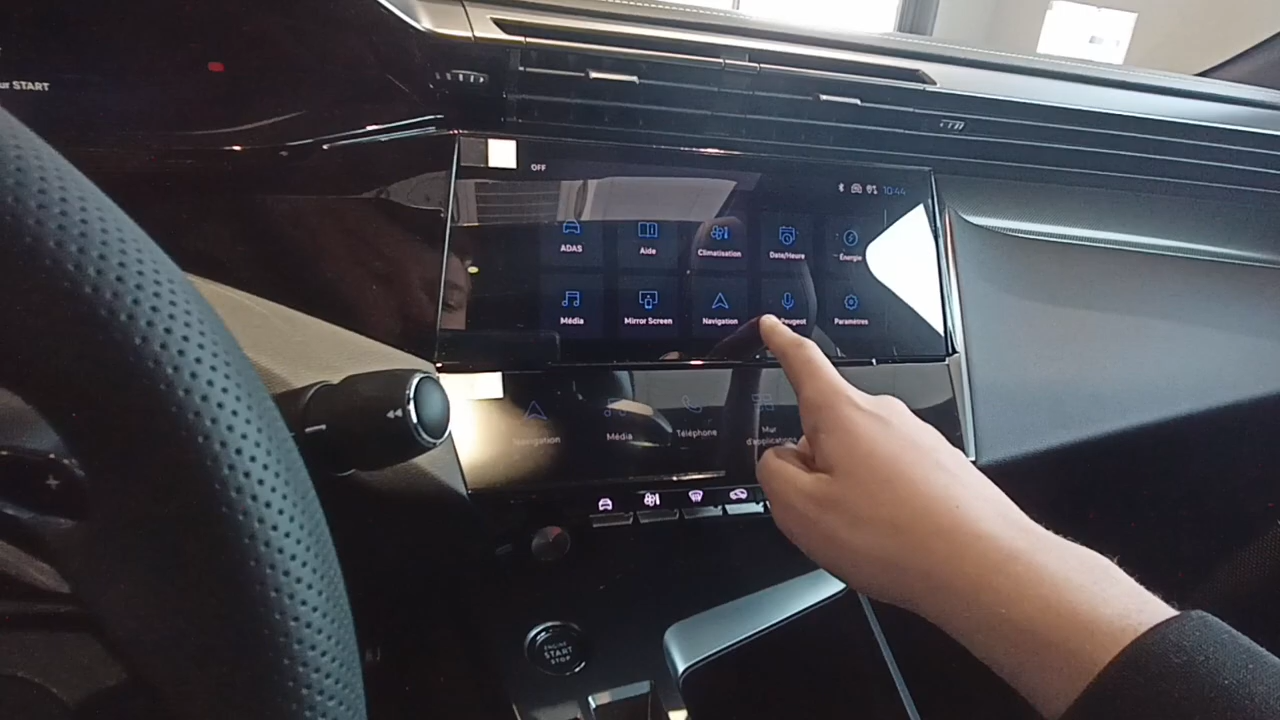 ur START
OFF
10:44
ADAS
Aide
Climatisation
Date/Heure
Énergie
Média
Mirror Screen
Navigation
Peugeot
Paramètres
Navigation
Média
Téléphone
Mur
d'applications
ENGINE
START
STOP